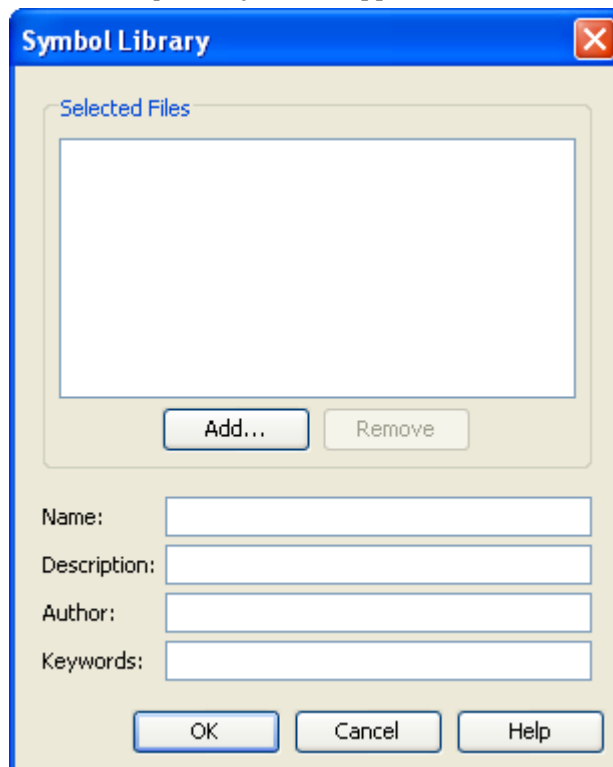 Symbol Library
Selected Files
Add... Remove
Name:
Description:
Author:
Keywords:
OK Cancel Help